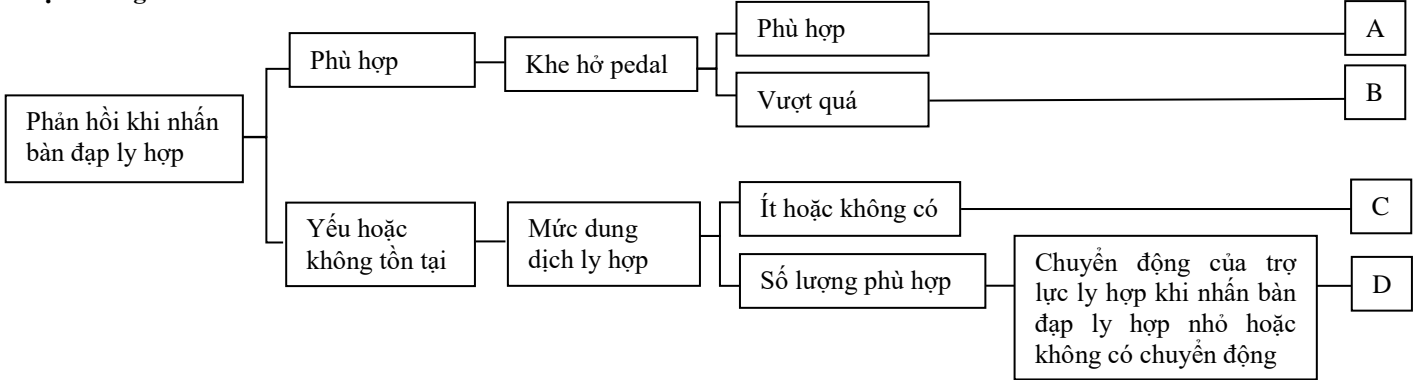 Phản hồi khi nhấn
bàn đạp ly hợp
Phù hợp
Khe hở pedal
Phù hợp
A
Vượt quá
B
Yếu hoặc
không tồn tại
Mức dung
dịch ly hợp
Ít hoặc không có
C
Số lượng phù hợp
Chuyển động của trợ
lực ly hợp khi nhấn bàn
đạp ly hợp nhỏ hoặc
không có chuyển động
D